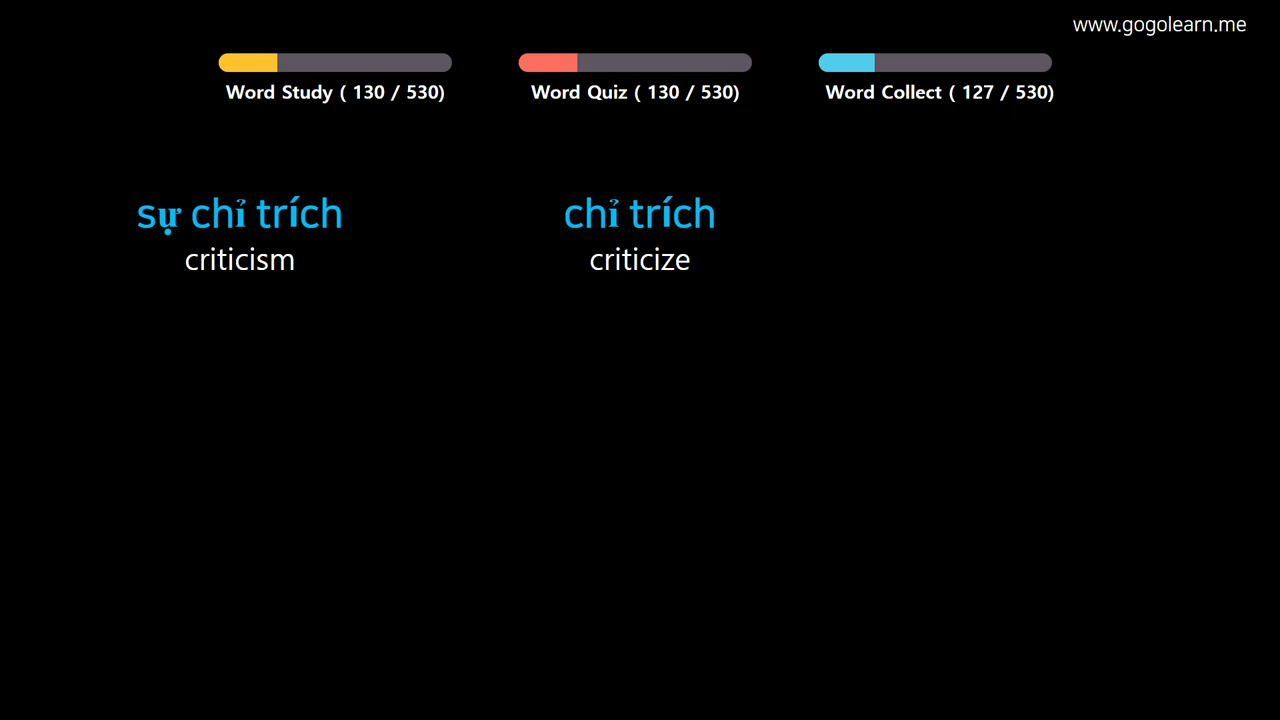 www.gogolearn.me
Word Study ( 130 / 530)
Word Quiz ( 130 / 530)
Word Collect ( 127 / 530)
sự chỉ trích
criticism
chỉ trích
criticize